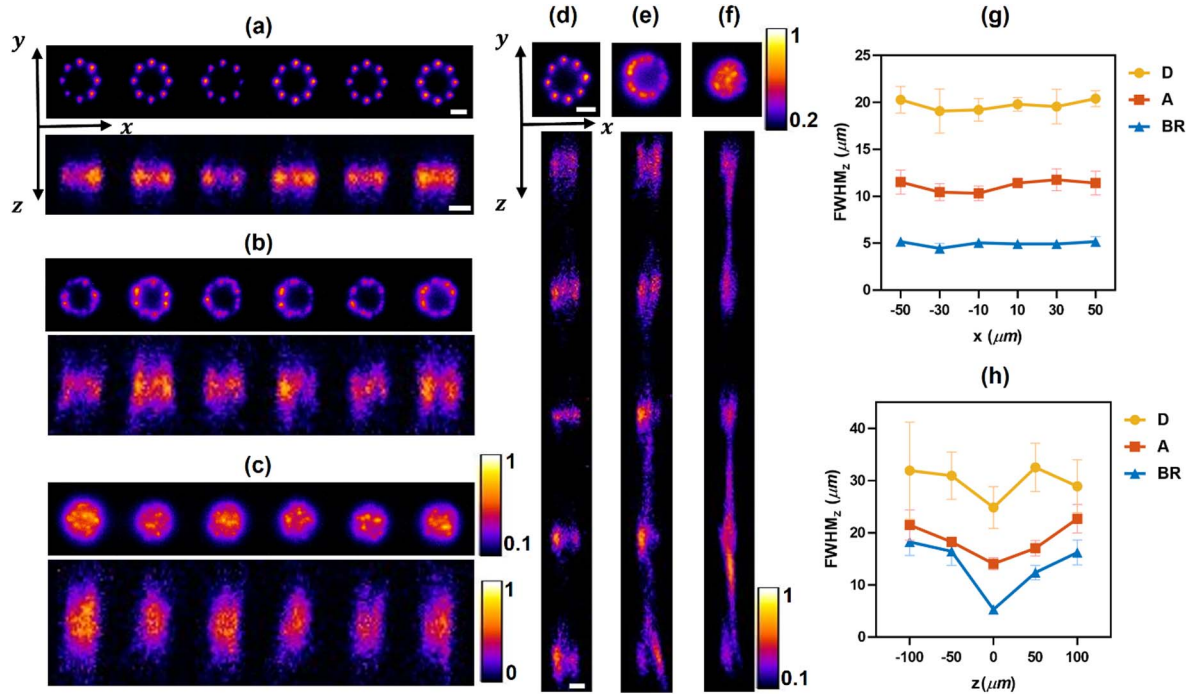 (a)
y
x
z
(b)
(c)
1
0.1
1
0
(d) (e) (f)
y
x
z
1
0.2
1
0.1
(g)
25
20
15
10
5
0
FWHMz (μm)
-50 -30 -10 10 30 50
x (μm)
D
A
BR
(h)
40
30
20
10
0
FWHMz (μm)
-100 -50 0 50 100
z(μm)
D
A
BR